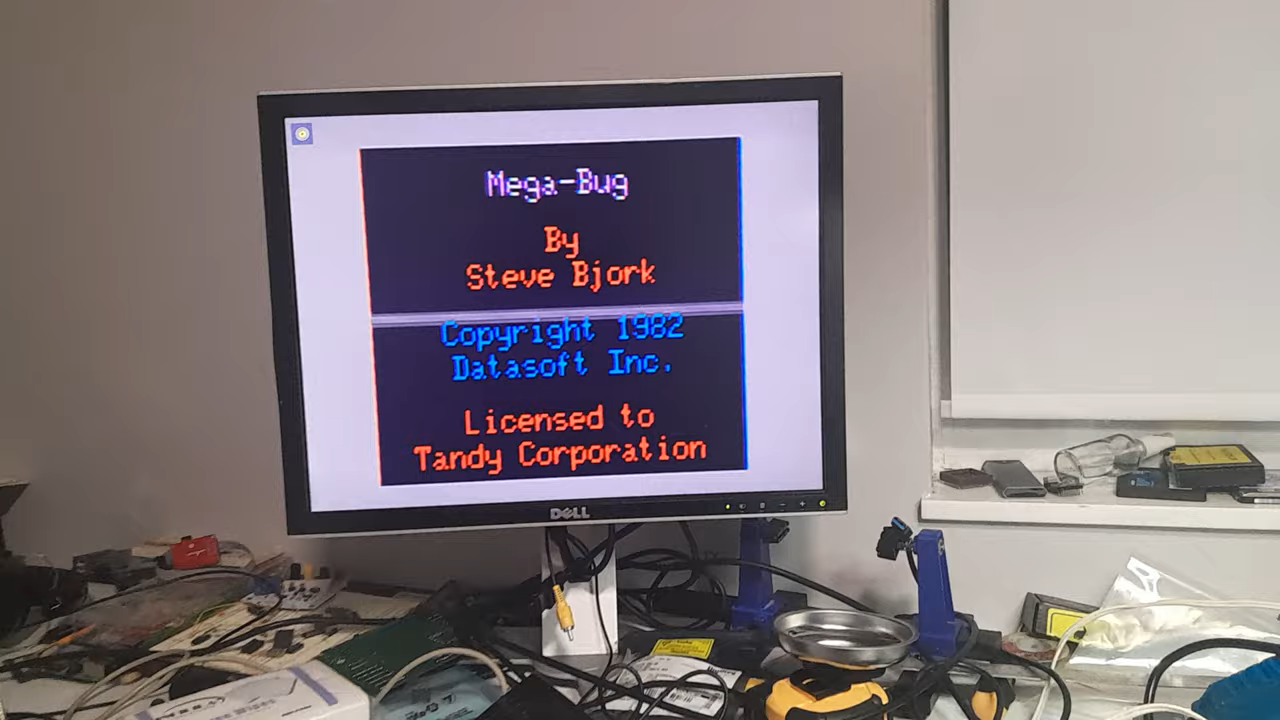 Mega-Bug
By
Steve Bjork
Copyright 1982
Datasoft Inc.
Licensed to
Tandy Corporation
DELL